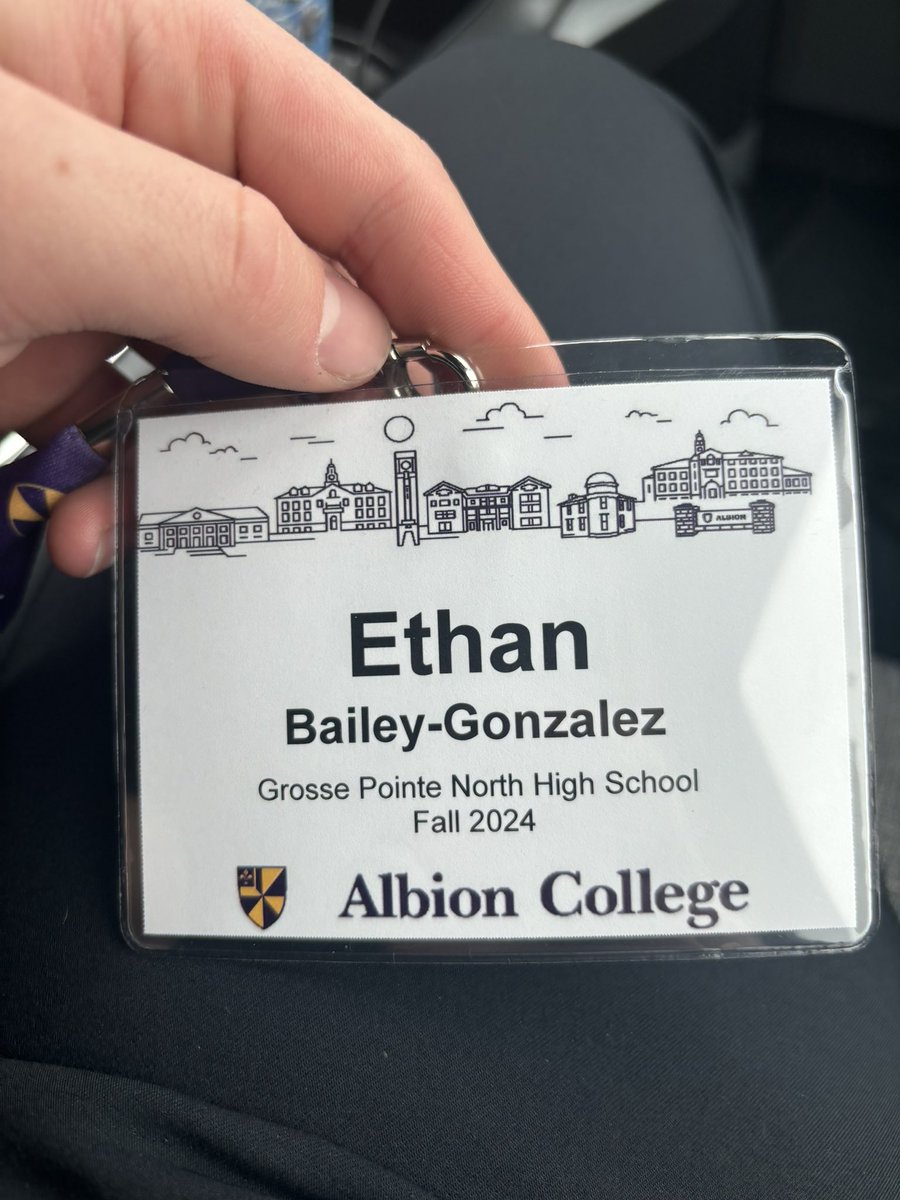 ALBION
Ethan
Bailey-Gonzalez
Grosse Pointe North High School
Fall 2024
Albion College